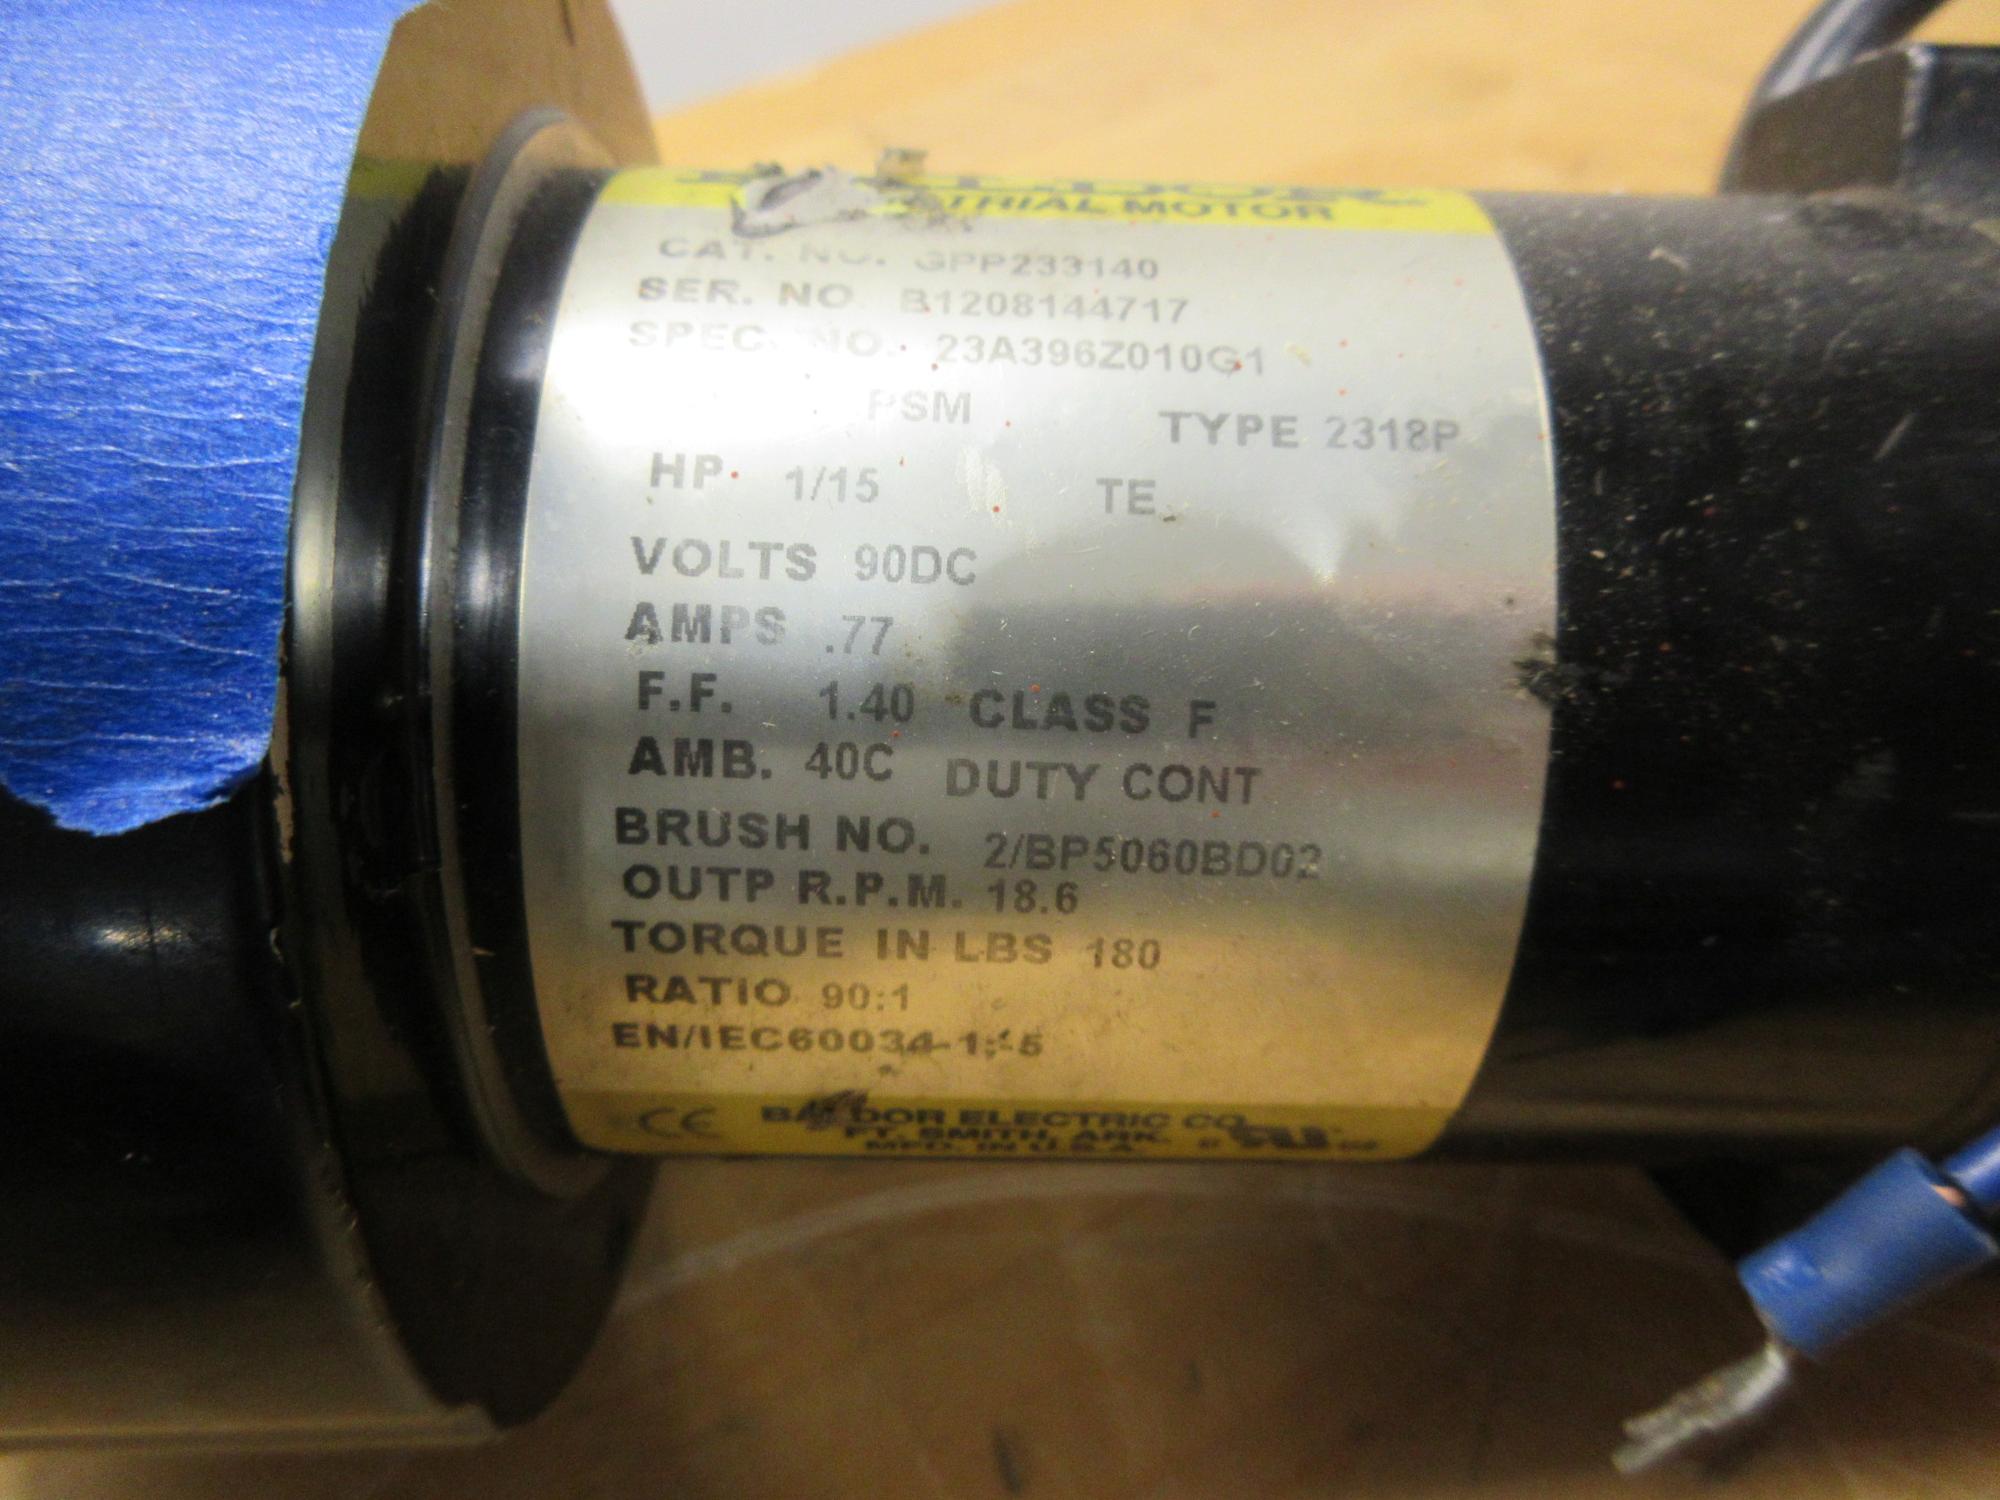 TRIAL MOTOR
CAT. NO. GPP233140
SER. NO. B1208144717
SPEC. NO. 23A396Z010G1
PSM TYPE 2318P
HP 1/15 TE
VOLTS 90DC
AMPS .77
F.F. 1.40 CLASS F
AMB. 40C DUTY CONT
BRUSH NO. 2/BP5060BD02
OUTP R.P.M. 18.6
TORQUE IN LBS 180
RATIO 90:1
EN/IEC60034-1;-5
CE BALDOR ELECTRIC CO.
FT. SMITH, ARK.
MFD. IN U.S.A.